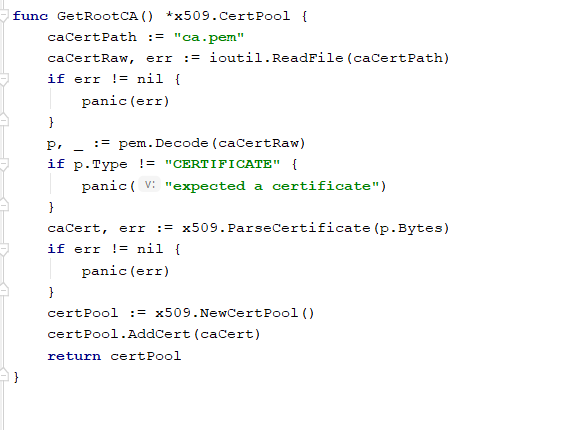 func GetRootCA() *x509.CertPool {
    caCertPath := "ca.pem"
    caCertRaw, err := ioutil.ReadFile(caCertPath)
    if err != nil {
        panic(err)
    }
    p, _ := pem.Decode(caCertRaw)
    if p.Type != "CERTIFICATE" {
        panic( v: "expected a certificate")
    }
    caCert, err := x509.ParseCertificate(p.Bytes)
    if err != nil {
        panic(err)
    }
    certPool := x509.NewCertPool()
    certPool.AddCert(caCert)
    return certPool
}